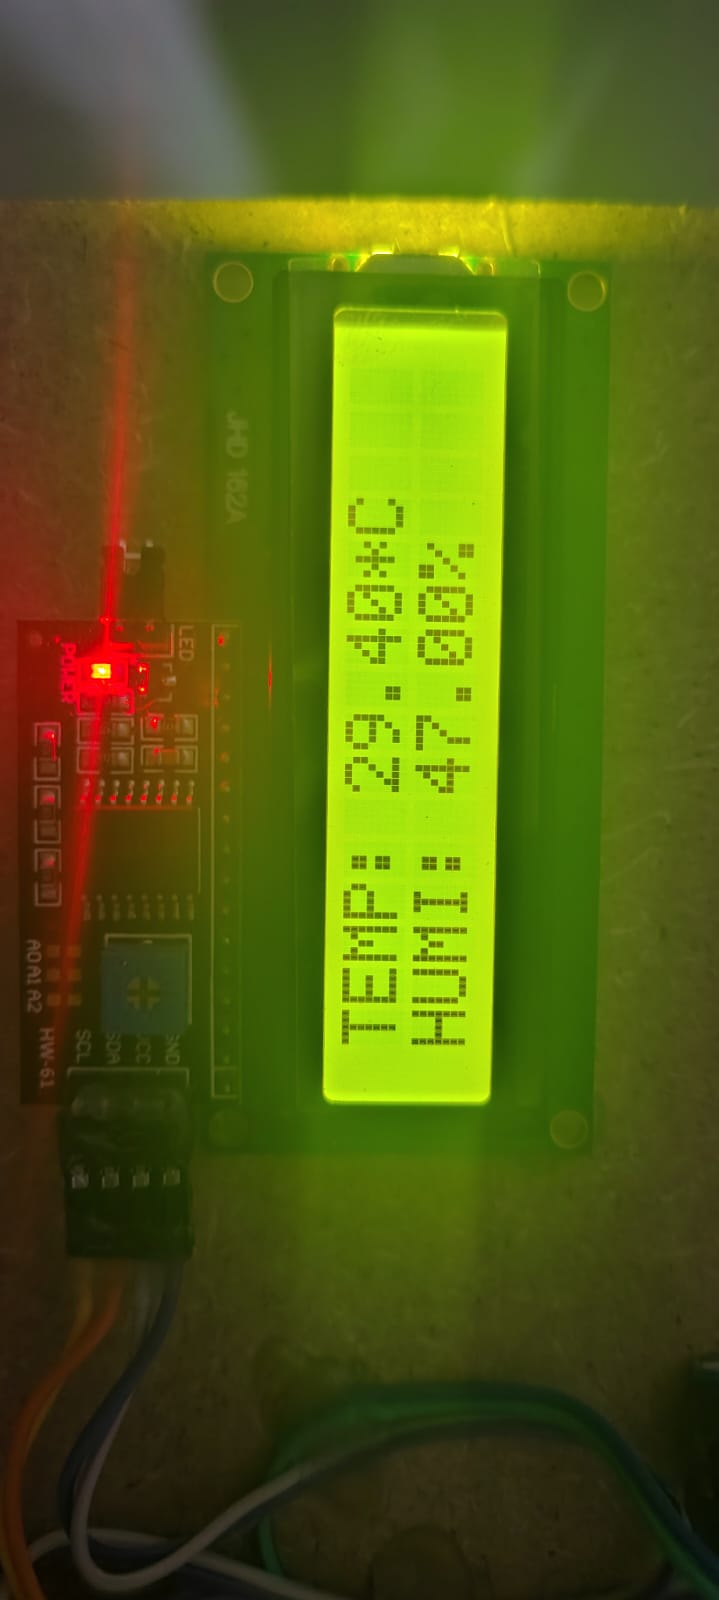 TEMP: 29.40*C
HUMI: 47.00%
JHD 162A
LED
POWER
A0 A1 A2
HW-61
SCL
SDA
VCC
GND